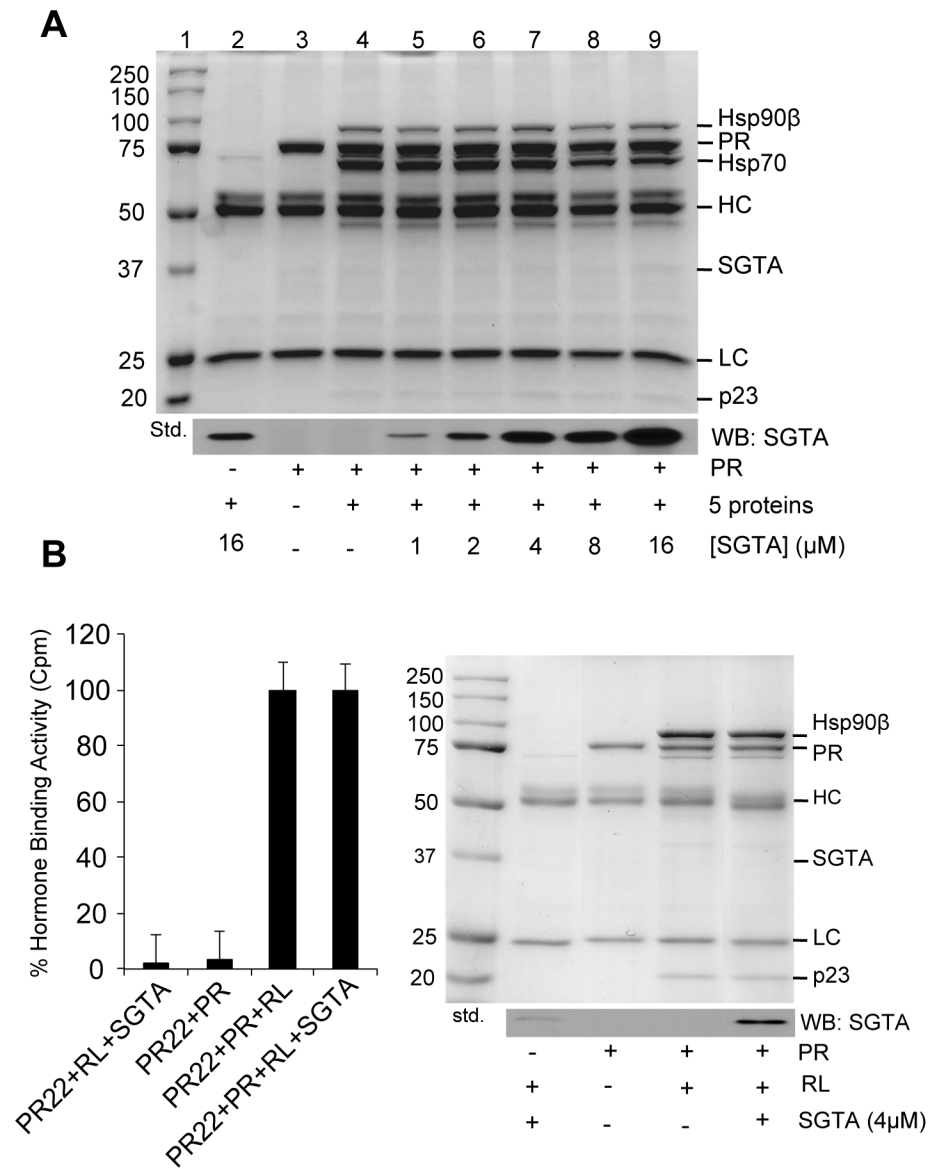 A
1 2 3 4 5 6 7 8 9
250
150
100
75
50
37
25
20
Hsp90β
PR
Hsp70
HC
SGTA
LC
p23
Std.
WB: SGTA
- + + + + + + + PR
+ - + + + + + + 5 proteins
16 - - 1 2 4 8 16 [SGTA] (µM)
B
% Hormone Binding Activity (Cpm)
120
100
80
60
40
20
0
PR22+RL+SGTA
PR22+PR
PR22+PR+RL
PR22+PR+RL+SGTA
250
150
100
75
50
37
25
20
Hsp90β
PR
HC
SGTA
LC
p23
std.
WB: SGTA
- + + + PR
+ - + + RL
+ - - + SGTA (4µM)